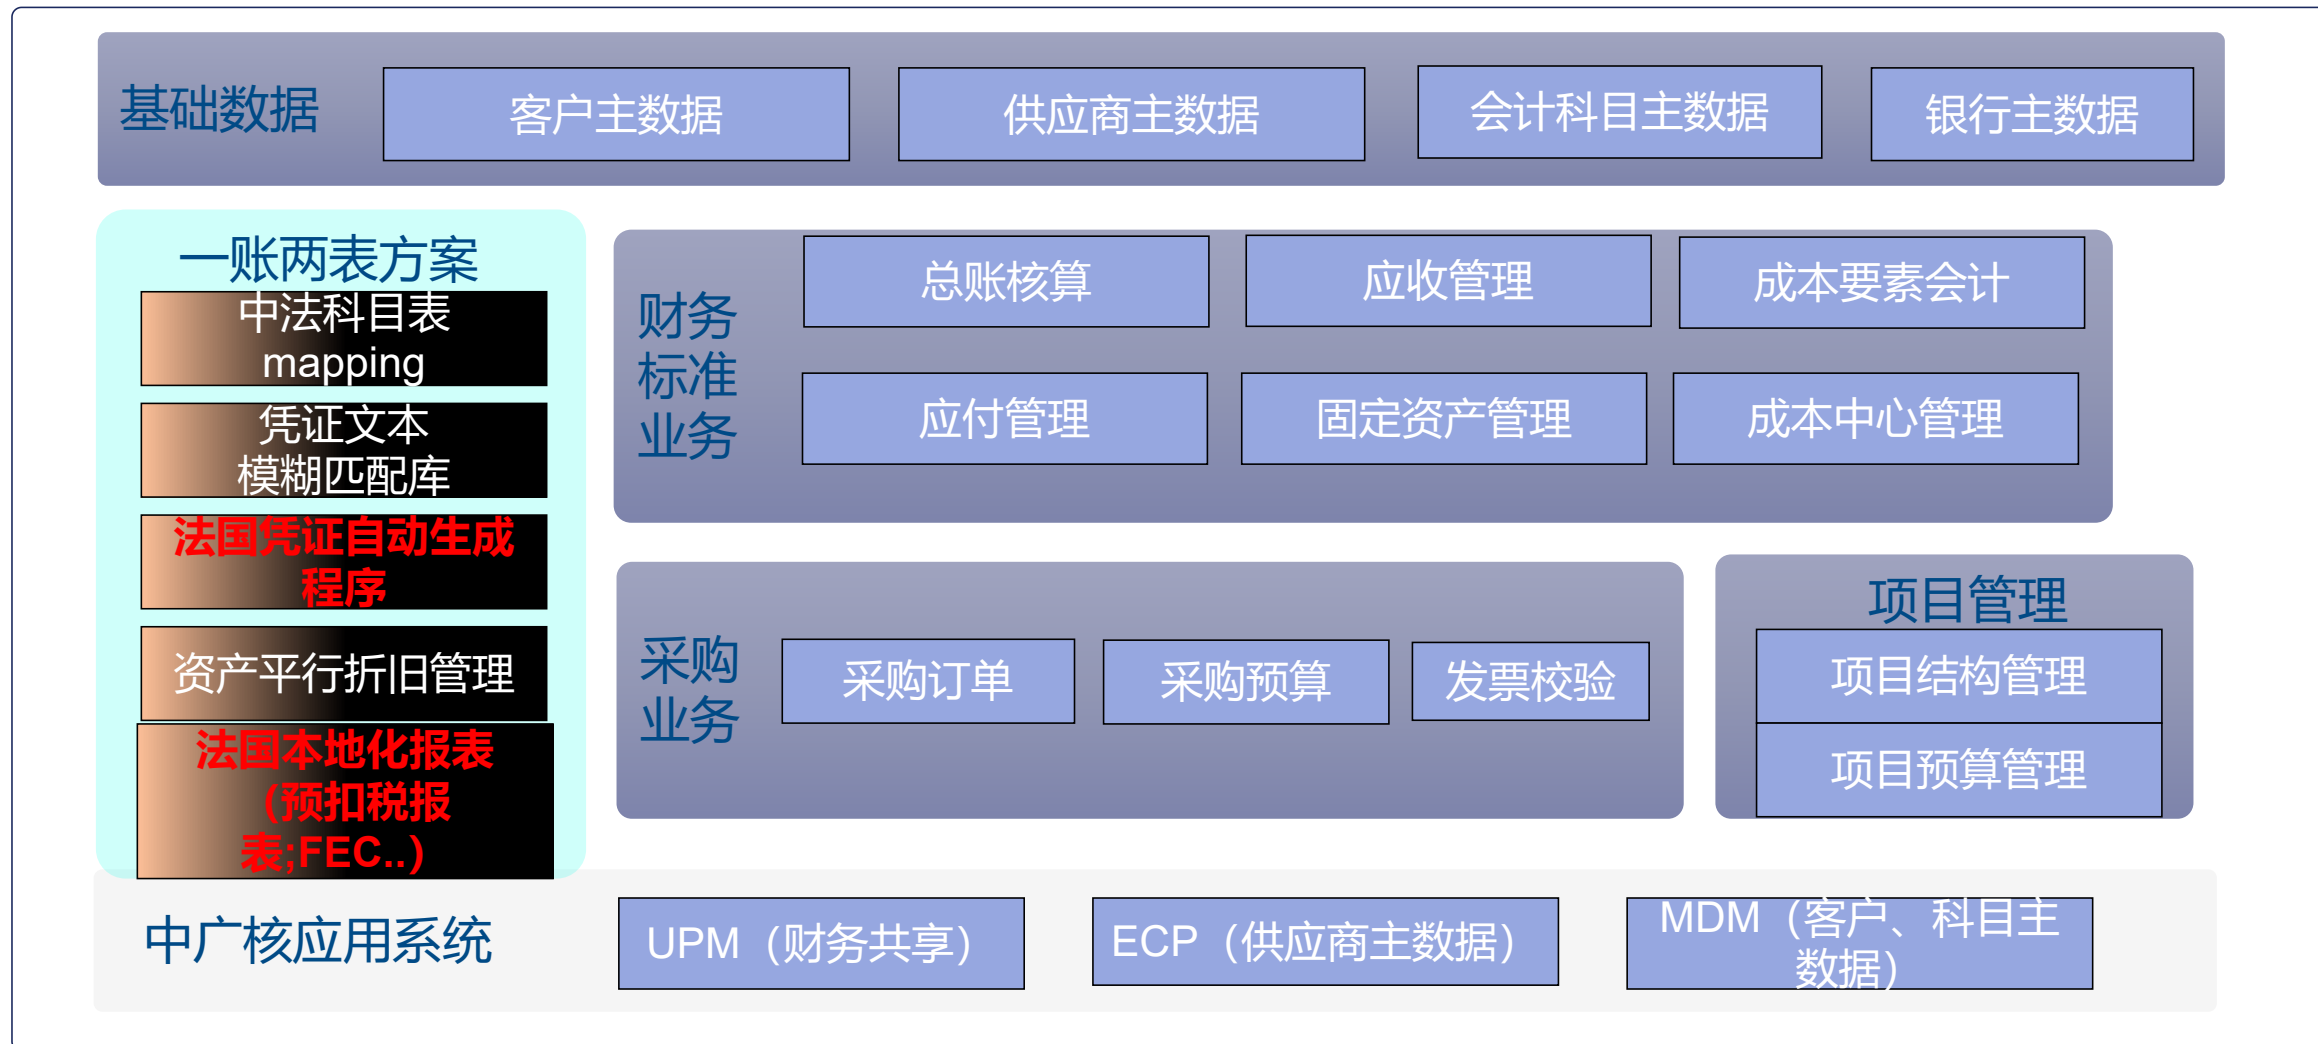 基础数据
客户主数据
供应商主数据
会计科目主数据
银行主数据
一账两表方案
中法科目表
mapping
凭证文本
模糊匹配库
法国凭证自动生成
程序
资产平行折旧管理
法国本地化报表
（预扣税报
表;FEC..）
财务
标准
业务
总账核算
应收管理
成本要素会计
应付管理
固定资产管理
成本中心管理
采购
业务
采购订单
采购预算
发票校验
项目管理
项目结构管理
项目预算管理
中广核应用系统
UPM（财务共享）
ECP（供应商主数据）
MDM（客户、科目主
数据）